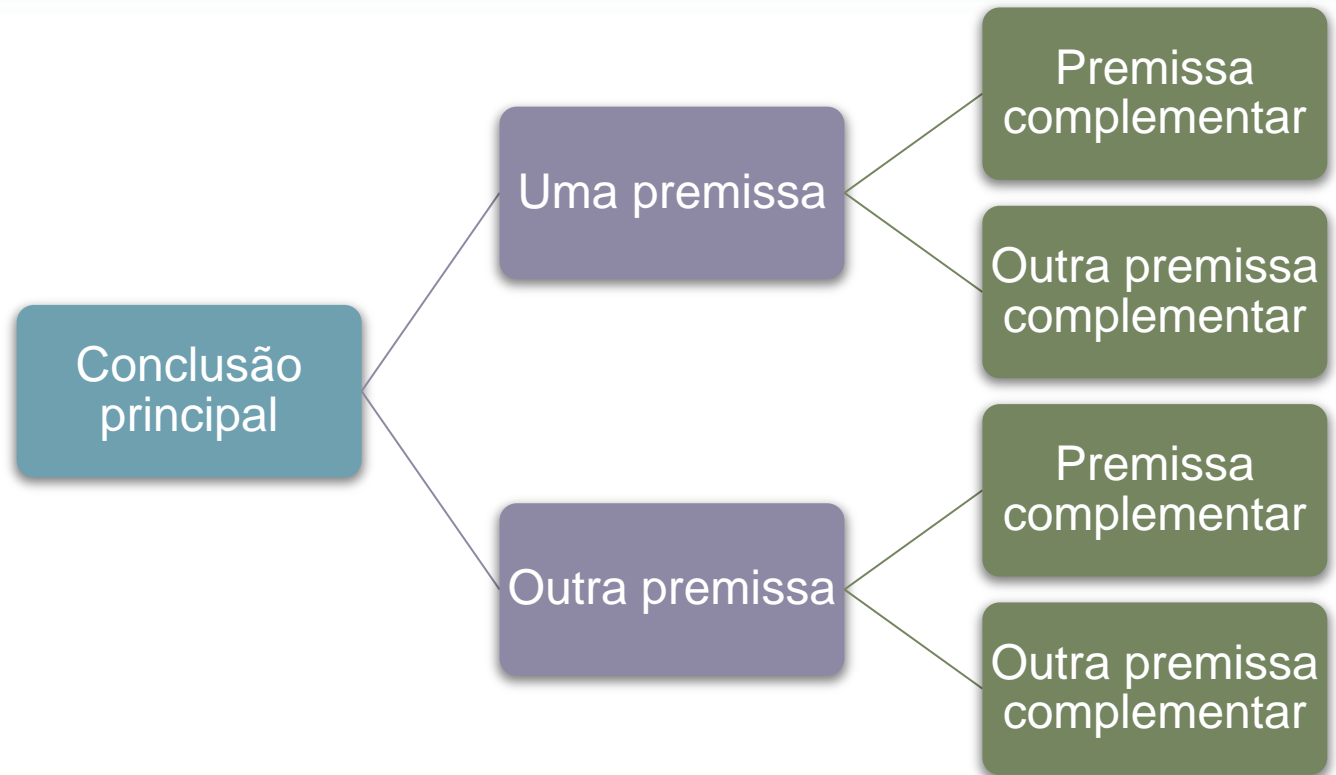 Conclusão
principal
Uma premissa
Premissa
complementar
Outra premissa
complementar
Outra premissa
Premissa
complementar
Outra premissa
complementar